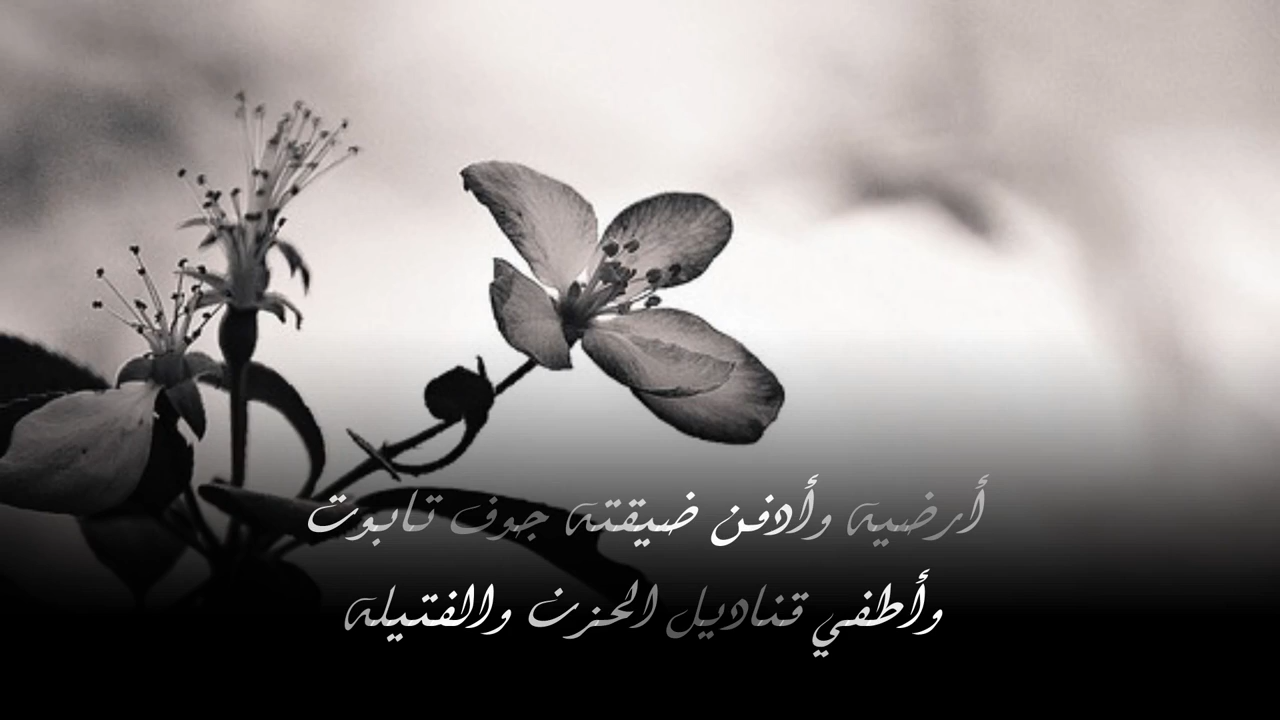 أرضيه وأدفن ضيقته جوف تابوت
وأطفي قناديل الحزن والفتيله